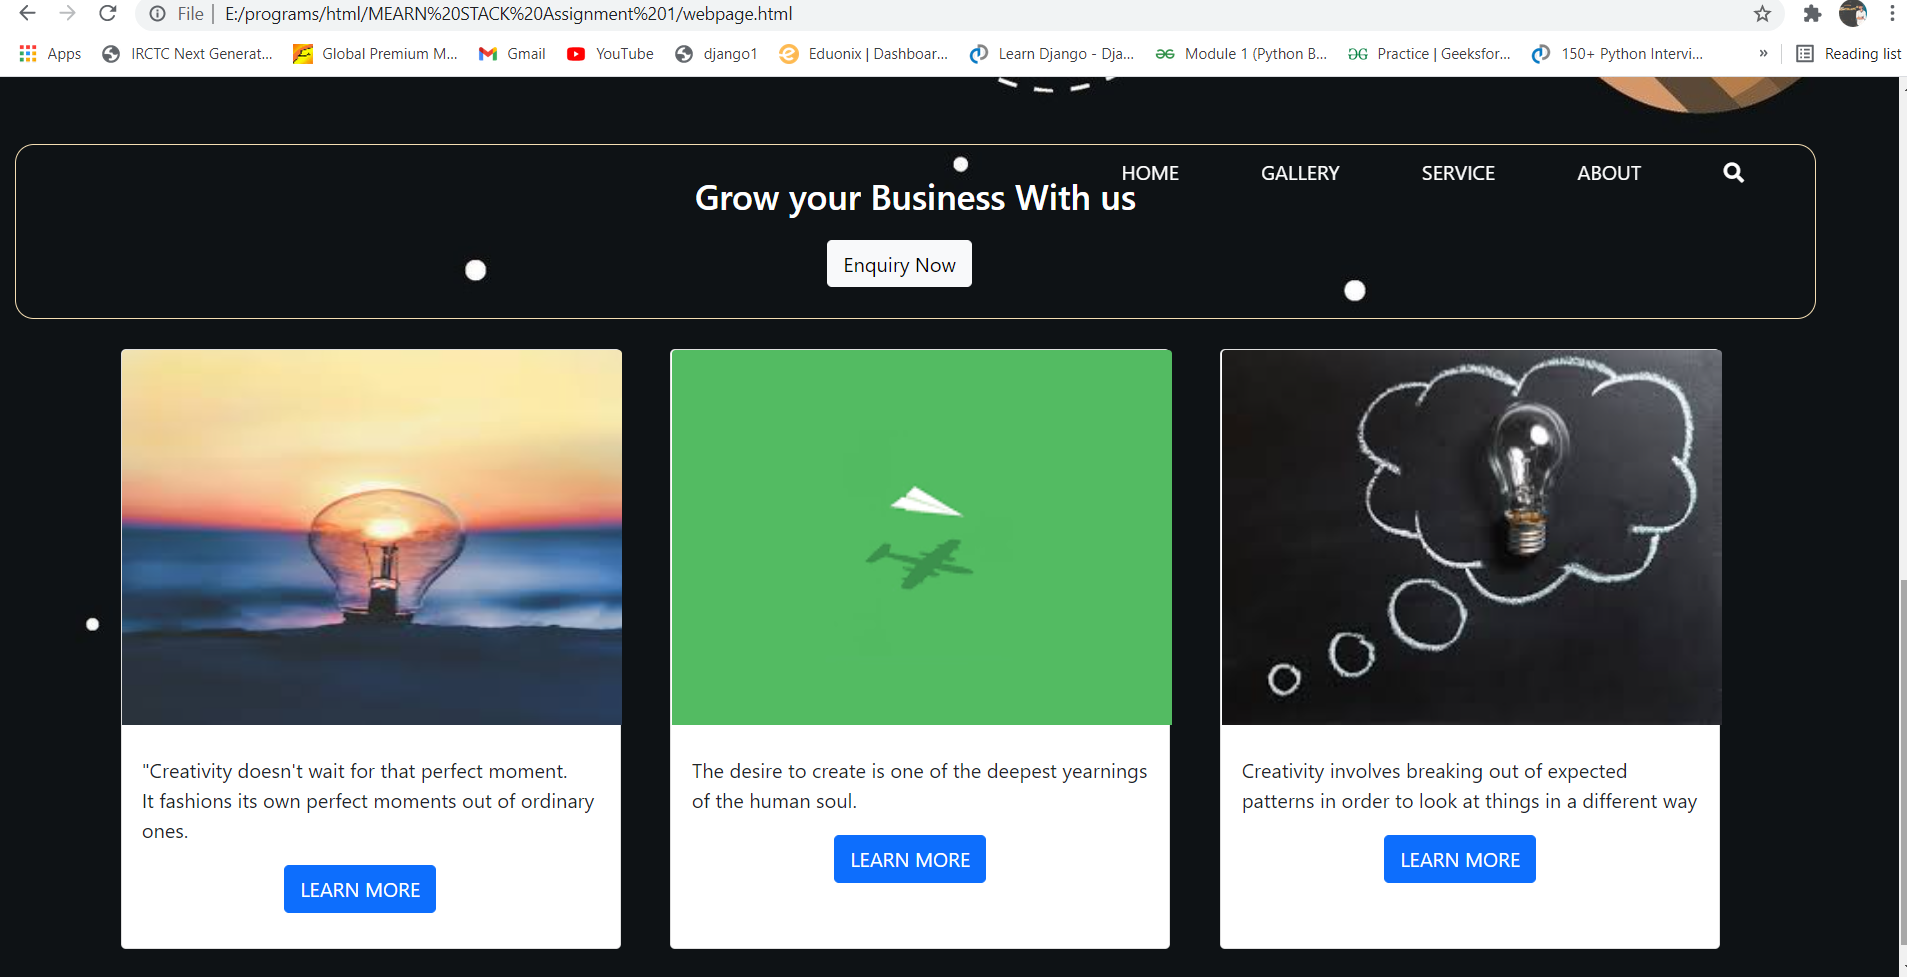 File | E:/programs/html/MEARN%20STACK%20Assignment%201/webpage.html
Apps IRCTC Next Generat... Global Premium M... Gmail YouTube django1 Eduonix | Dashboar... Learn Django - Dja... Module 1 (Python B... Practice | Geeksfor... 150+ Python Intervi... » Reading list
HOME GALLERY SERVICE ABOUT
Grow your Business With us
Enquiry Now
"Creativity doesn't wait for that perfect moment.
It fashions its own perfect moments out of ordinary
ones.
LEARN MORE
The desire to create is one of the deepest yearnings
of the human soul.
LEARN MORE
Creativity involves breaking out of expected
patterns in order to look at things in a different way
LEARN MORE